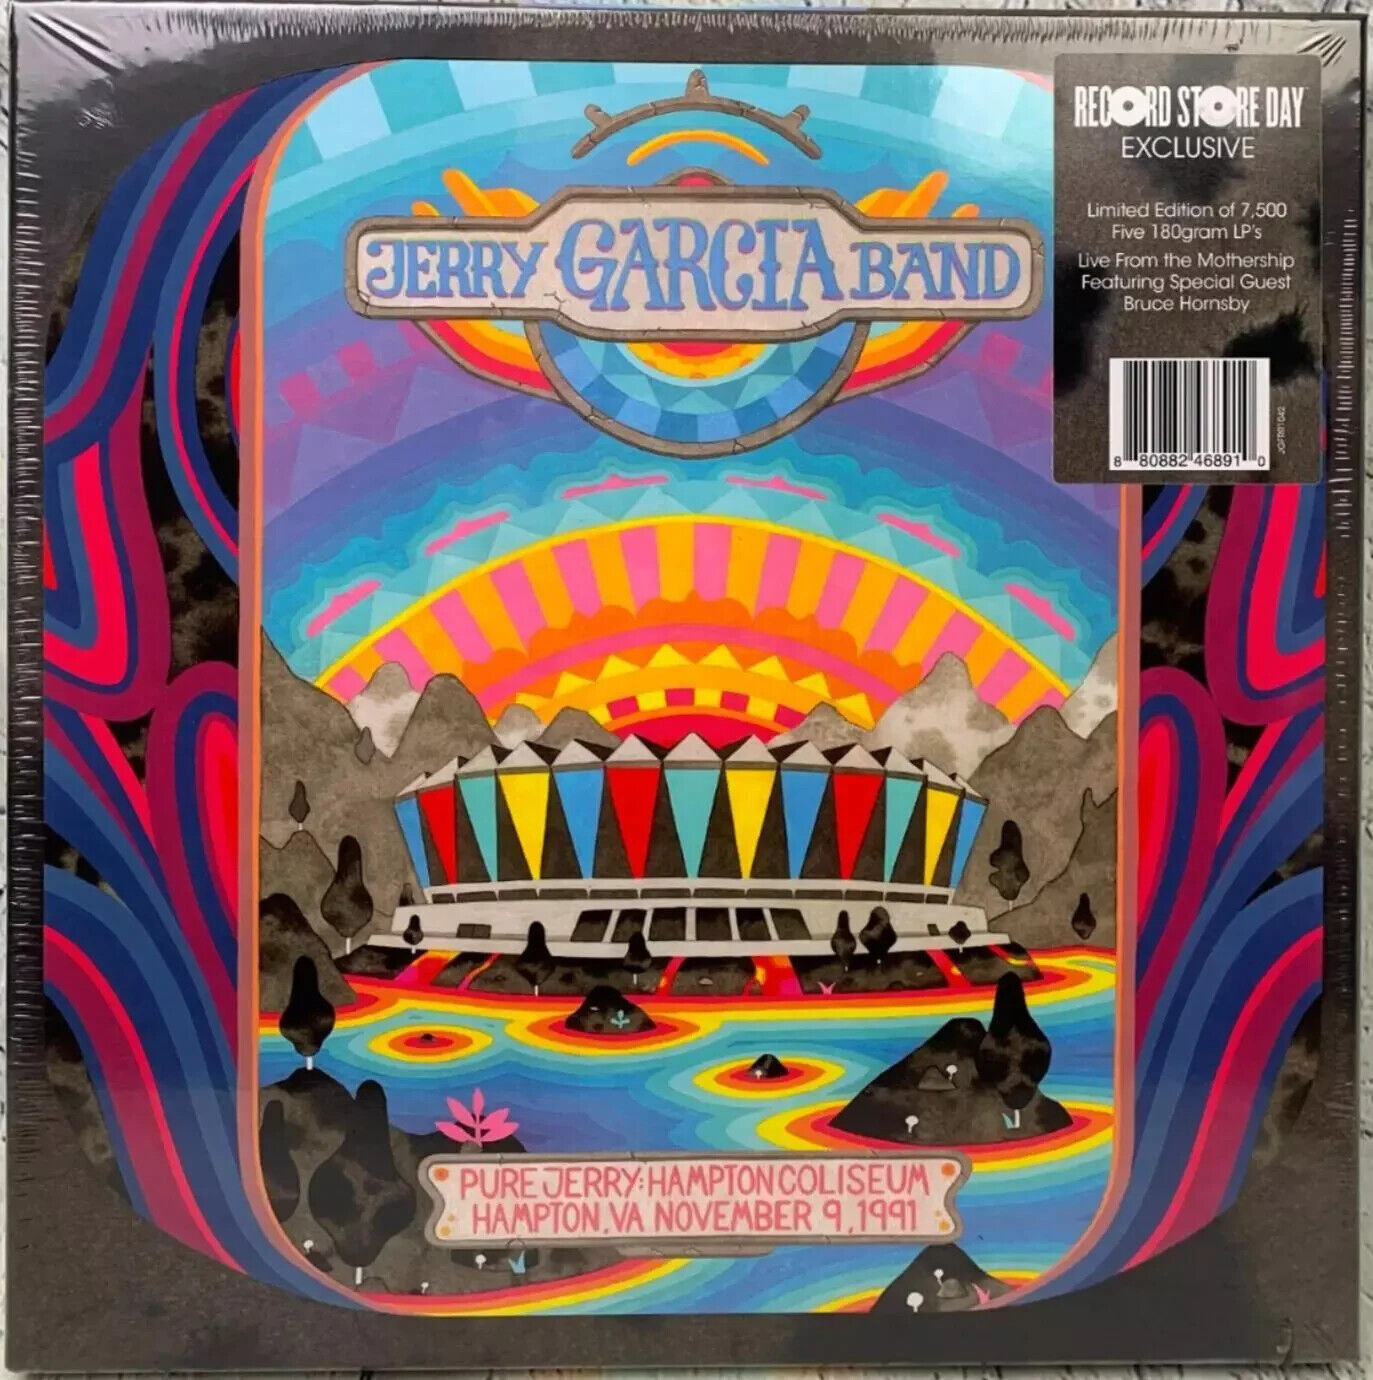 RECORD STORE DAY
EXCLUSIVE
Limited Edition of 7,500
Five 180gram LP's
Live From the Mothership
Featuring Special Guest
Bruce Hornsby
8 80882 46891 0
JGFRR1042
JERRY GARCIA BAND
PURE JERRY: HAMPTON COLISEUM
HAMPTON, VA NOVEMBER 9, 1991